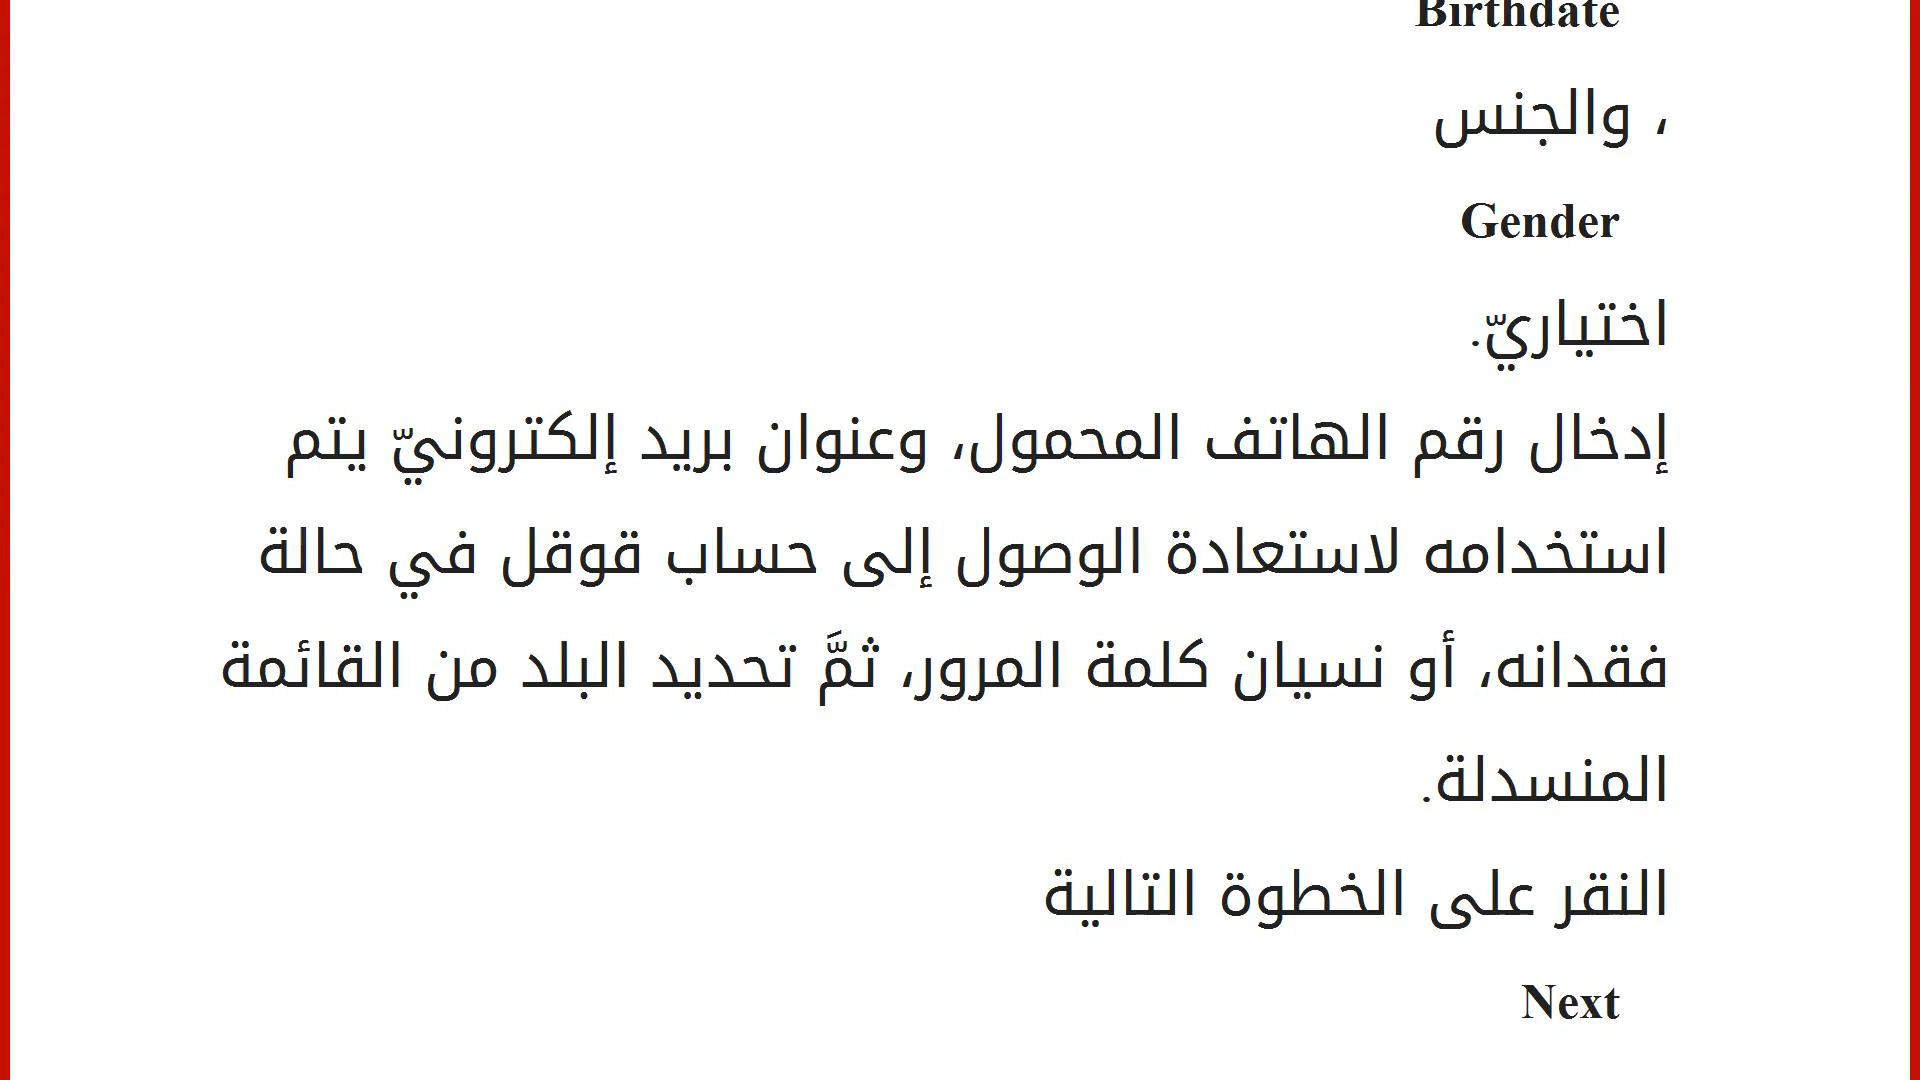 Birthdate
، والجنس
Gender
اختياريّ.
إدخال رقم الهاتف المحمول، وعنوان بريد إلكترونيّ يتم
استخدامه لاستعادة الوصول إلى حساب قوقل في حالة
فقدانه، أو نسيان كلمة المرور، ثمَّ تحديد البلد من القائمة
المنسدلة.
النقر على الخطوة التالية
Next